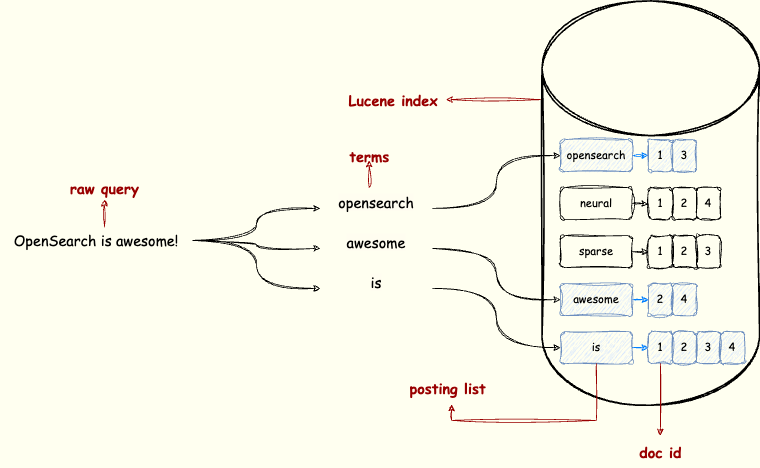 Lucene index
terms
raw query
OpenSearch is awesome!
opensearch
awesome
is
opensearch 1 3
neural 1 2 4
sparse 1 2 3
awesome 2 4
is 1 2 3 4
posting list
doc id